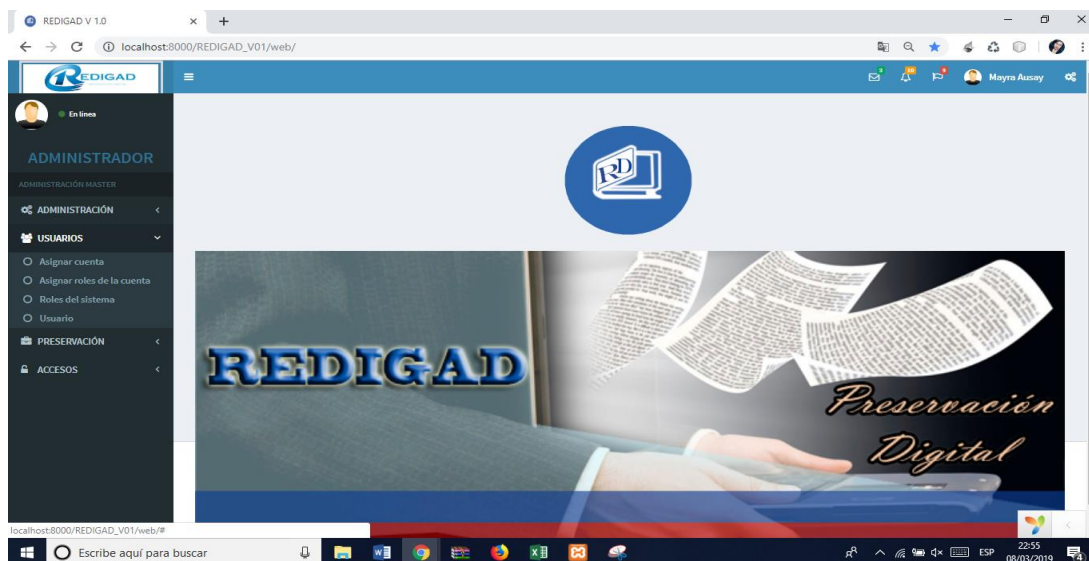 REDIGAD V 1.0
localhost:8000/REDIGAD_V01/web/
REDIGAD
Mayra Ausay
En línea
ADMINISTRADOR
ADMINISTRACIÓN MASTER
ADMINISTRACIÓN
USUARIOS
Asignar cuenta
Asignar roles de la cuenta
Roles del sistema
Usuario
PRESERVACIÓN
ACCESOS
RD
REDIGAD
Preservación
Digital
localhost:8000/REDIGAD_V01/web/#
Escribe aquí para buscar
ESP
22:55
08/03/2019